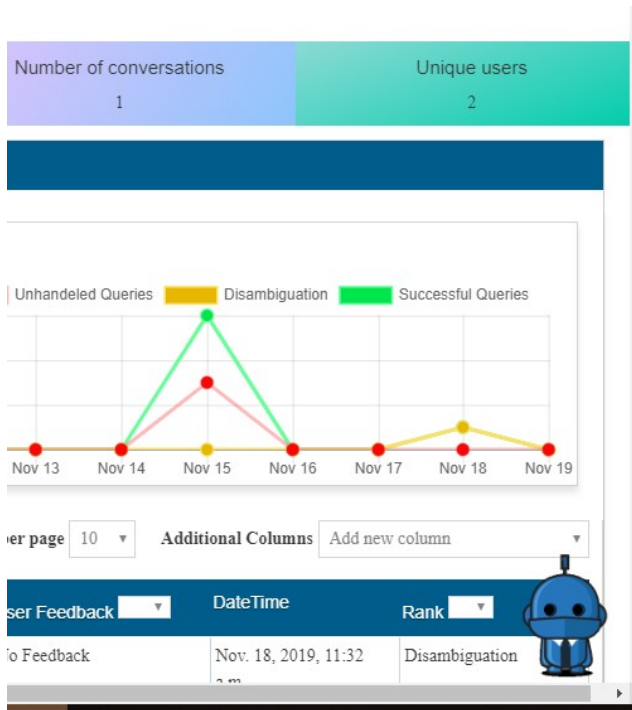 Number of conversations
1
Unique users
2
Unhandeled Queries Disambiguation Successful Queries
Nov 13 Nov 14 Nov 15 Nov 16 Nov 17 Nov 18 Nov 19
per page 10 Additional Columns Add new column
ser Feedback DateTime Rank
o Feedback Nov. 18, 2019, 11:32 Disambiguation
a.m.